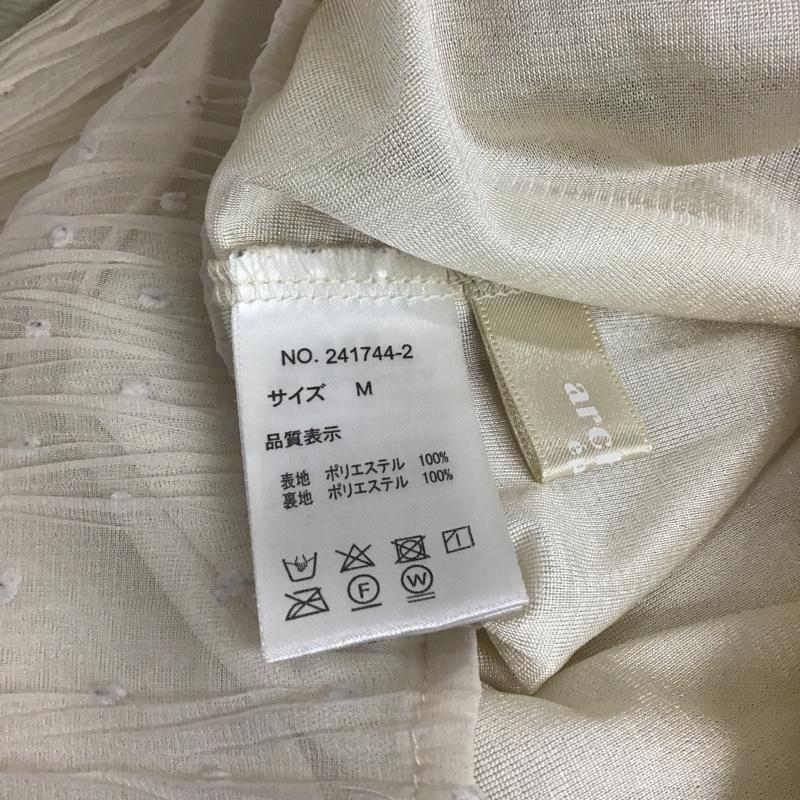 NO. 241744-2
サイズ M
品質表示
表地 ポリエステル 100%
裏地 ポリエステル 100%
F W